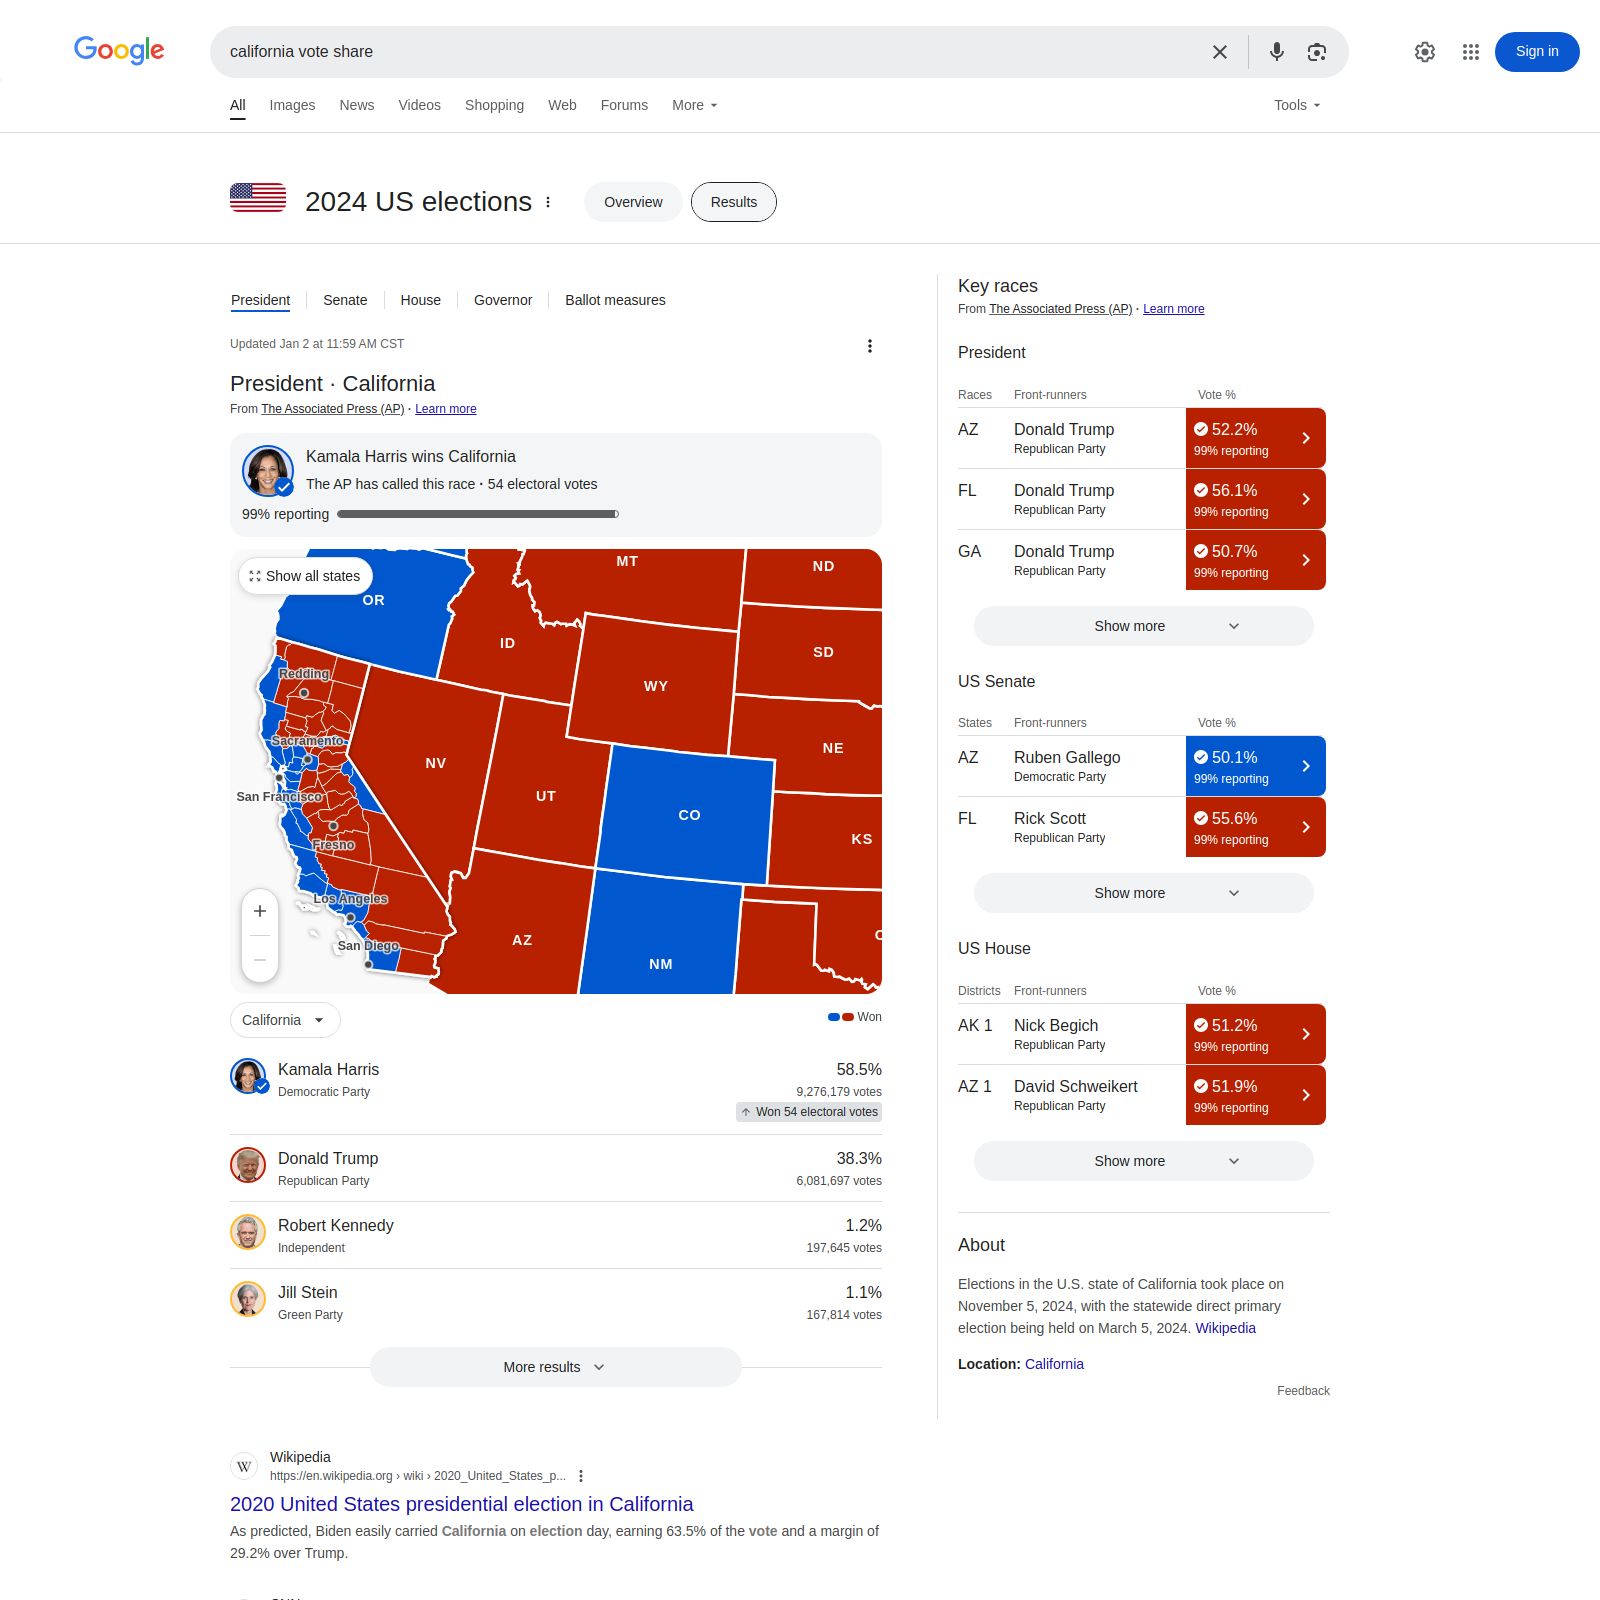 Google
california vote share
Sign in
All Images News Videos Shopping Web Forums More Tools
2024 US elections
Overview Results
President Senate House Governor Ballot measures
Updated Jan 2 at 11:59 AM CST
President · California
From The Associated Press (AP) · Learn more
Kamala Harris wins California
The AP has called this race · 54 electoral votes
99% reporting
Show all states
MT
ND
OR
ID
SD
WY
Redding
NE
Sacramento
NV
San Francisco
UT
CO
KS
Fresno
Los Angeles
AZ
San Diego
NM
California
Won
Kamala Harris 58.5%
Democratic Party 9,276,179 votes
Won 54 electoral votes
Donald Trump 38.3%
Republican Party 6,081,697 votes
Robert Kennedy 1.2%
Independent 197,645 votes
Jill Stein 1.1%
Green Party 167,814 votes
More results
Wikipedia
https://en.wikipedia.org › wiki › 2020_United_States_p...
2020 United States presidential election in California
As predicted, Biden easily carried California on election day, earning 63.5% of the vote and a margin of
29.2% over Trump.
Key races
From The Associated Press (AP) · Learn more
President
Races Front-runners Vote %
AZ Donald Trump 52.2%
Republican Party 99% reporting
FL Donald Trump 56.1%
Republican Party 99% reporting
GA Donald Trump 50.7%
Republican Party 99% reporting
Show more
US Senate
States Front-runners Vote %
AZ Ruben Gallego 50.1%
Democratic Party 99% reporting
FL Rick Scott 55.6%
Republican Party 99% reporting
Show more
US House
Districts Front-runners Vote %
AK 1 Nick Begich 51.2%
Republican Party 99% reporting
AZ 1 David Schweikert 51.9%
Republican Party 99% reporting
Show more
About
Elections in the U.S. state of California took place on
November 5, 2024, with the statewide direct primary
election being held on March 5, 2024. Wikipedia
Location: California
Feedback